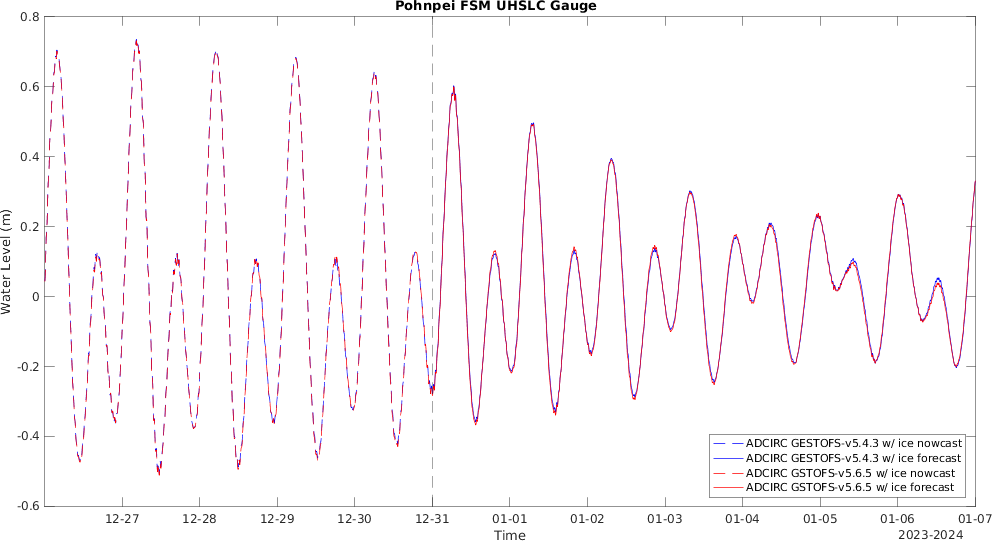 Pohnpei FSM UHSLC Gauge
0.8
0.6
0.4
0.2
0
-0.2
-0.4
-0.6
Water Level (m)
ADCIRC GESTOFS-v5.4.3 w/ ice nowcast
ADCIRC GESTOFS-v5.4.3 w/ ice forecast
ADCIRC GSTOFS-v5.6.5 w/ ice nowcast
ADCIRC GSTOFS-v5.6.5 w/ ice forecast
12-27 12-28 12-29 12-30 12-31 01-01 01-02 01-03 01-04 01-05 01-06 01-07
Time
2023-2024